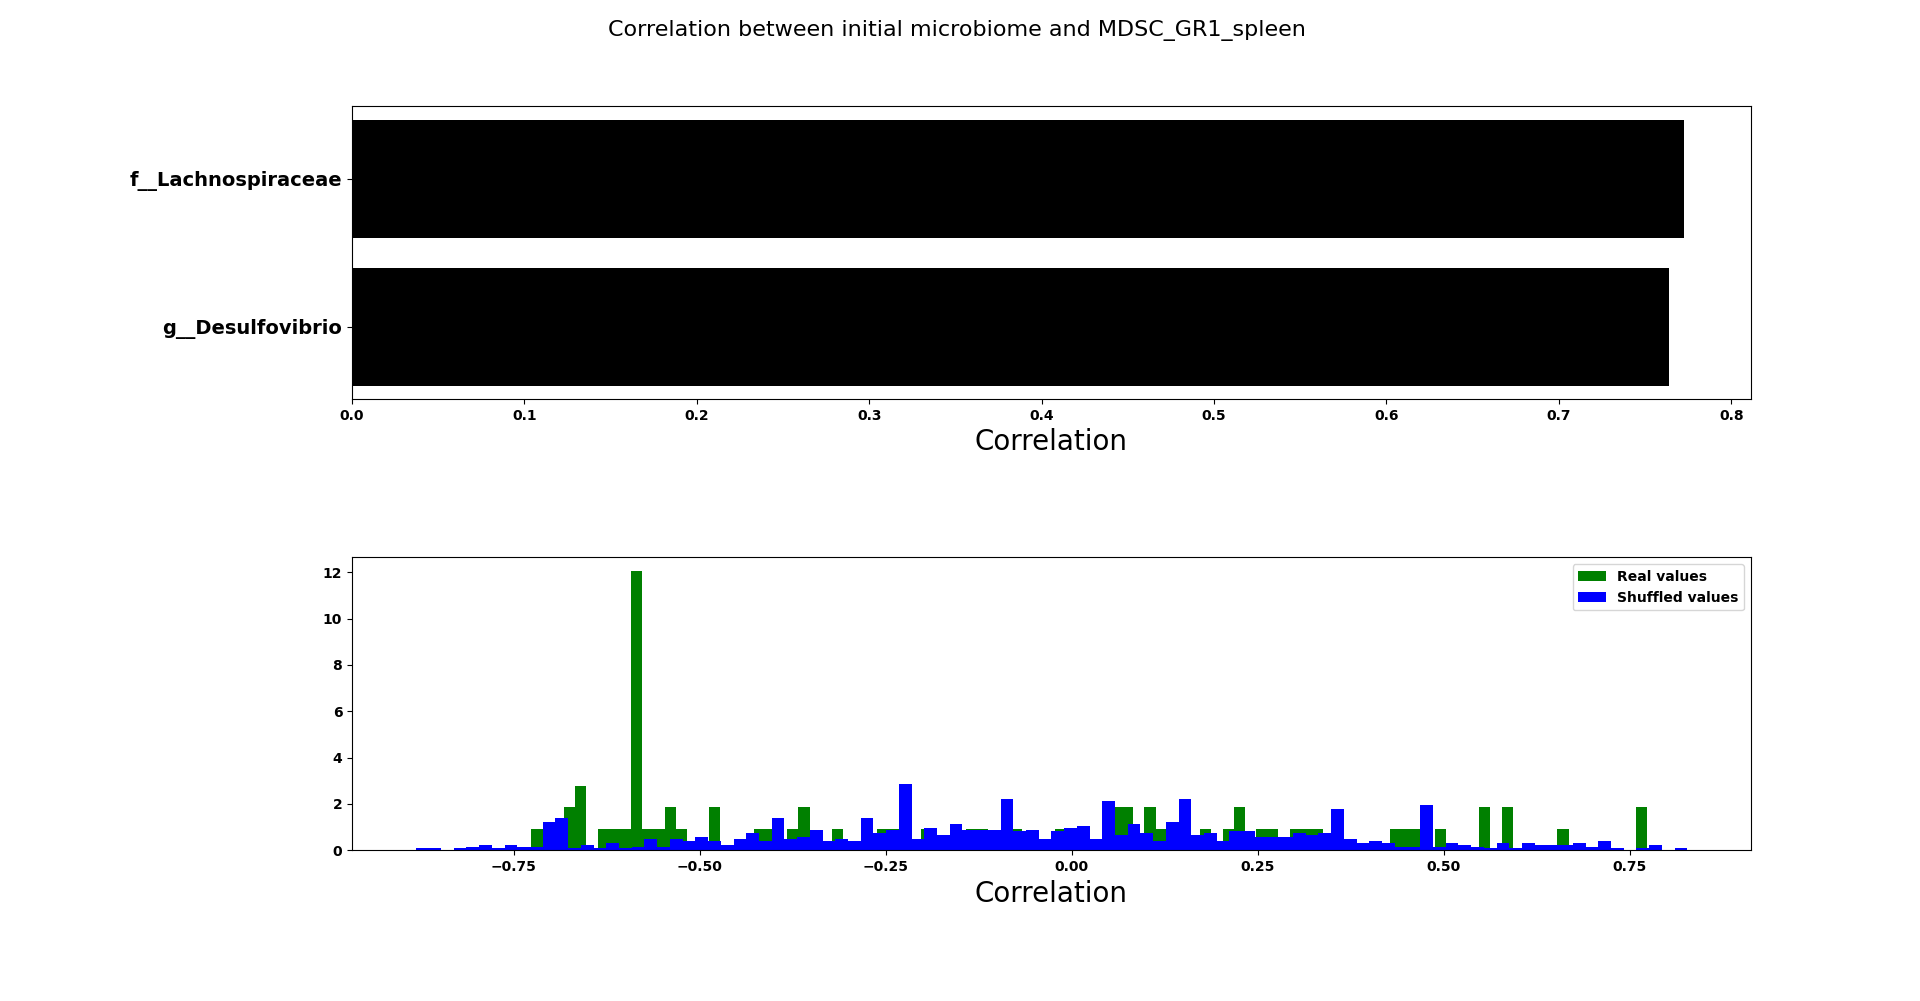 Correlation between initial microbiome and MDSC_GR1_spleen
f__Lachnospiraceae
g__Desulfovibrio
0.0 0.1 0.2 0.3 0.4 0.5 0.6 0.7 0.8
Correlation
12
10
8
6
4
2
0
Real values
Shuffled values
−0.75 −0.50 −0.25 0.00 0.25 0.50 0.75
Correlation